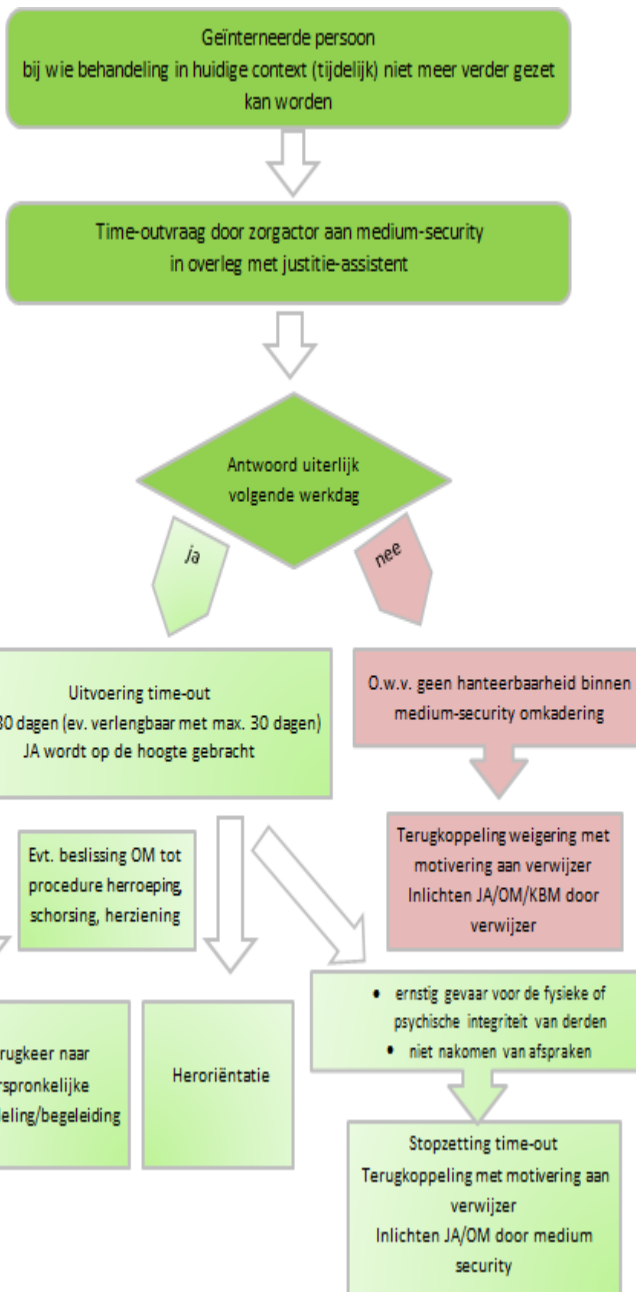 Geïnterneerde persoon
bij wie behandeling in huidige context (tijdelijk) niet meer verder gezet
kan worden
Time-outvraag door zorgactor aan medium-security
in overleg met justitie-assistent
Antwoord uiterlijk
volgende werkdag
ja
nee
Uitvoering time-out
30 dagen (ev. verlengbaar met max. 30 dagen)
JA wordt op de hoogte gebracht
O.w.v. geen hanteerbaarheid binnen
medium-security omkadering
Evt. beslissing OM tot
procedure herroeping,
schorsing, herziening
Terugkoppeling weigering met
motivering aan verwijzer
Inlichten JA/OM/KBM door
verwijzer
• ernstig gevaar voor de fysieke of
psychische integriteit van derden
• niet nakomen van afspraken
rugkeer naar
rspronkelijke
deling/begeleiding
Heroriëntatie
Stopzetting time-out
Terugkoppeling met motivering aan
verwijzer
Inlichten JA/OM door medium
security